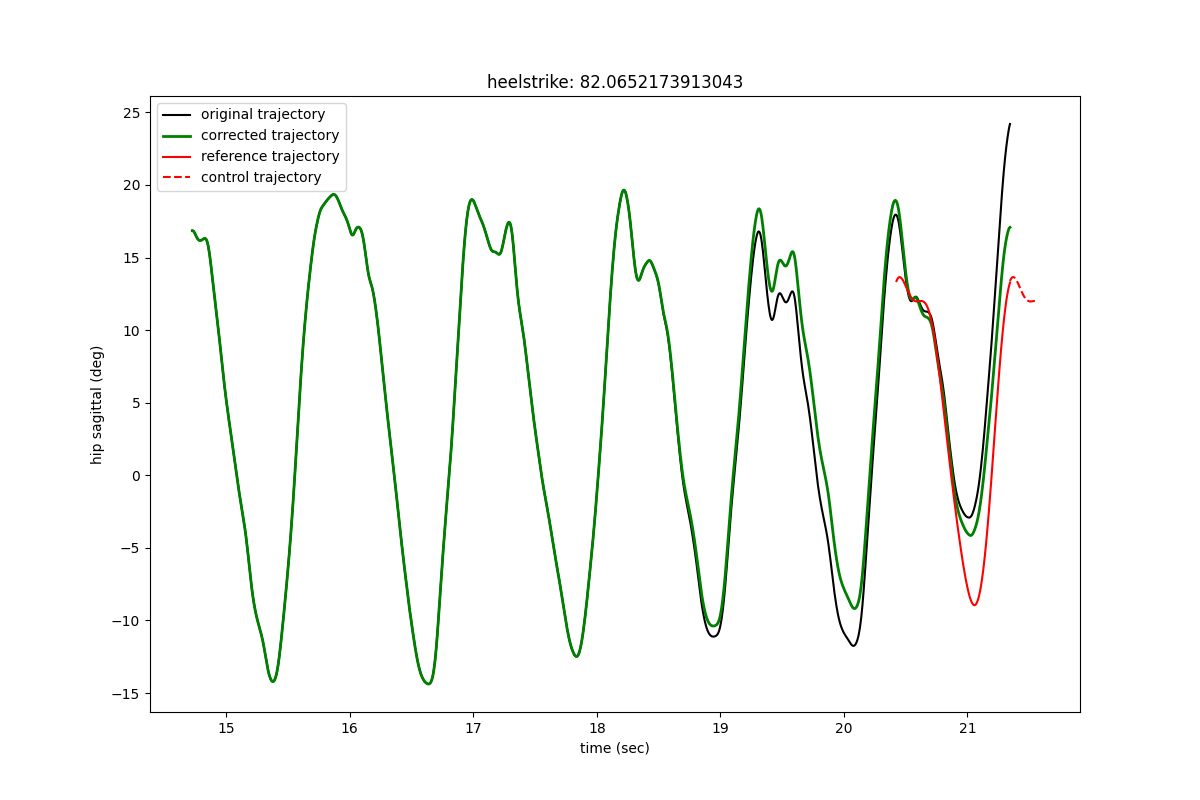 heelstrike: 82.0652173913043
original trajectory
corrected trajectory
reference trajectory
control trajectory
25
20
15
10
5
0
−5
−10
−15
hip sagittal (deg)
15 16 17 18 19 20 21
time (sec)